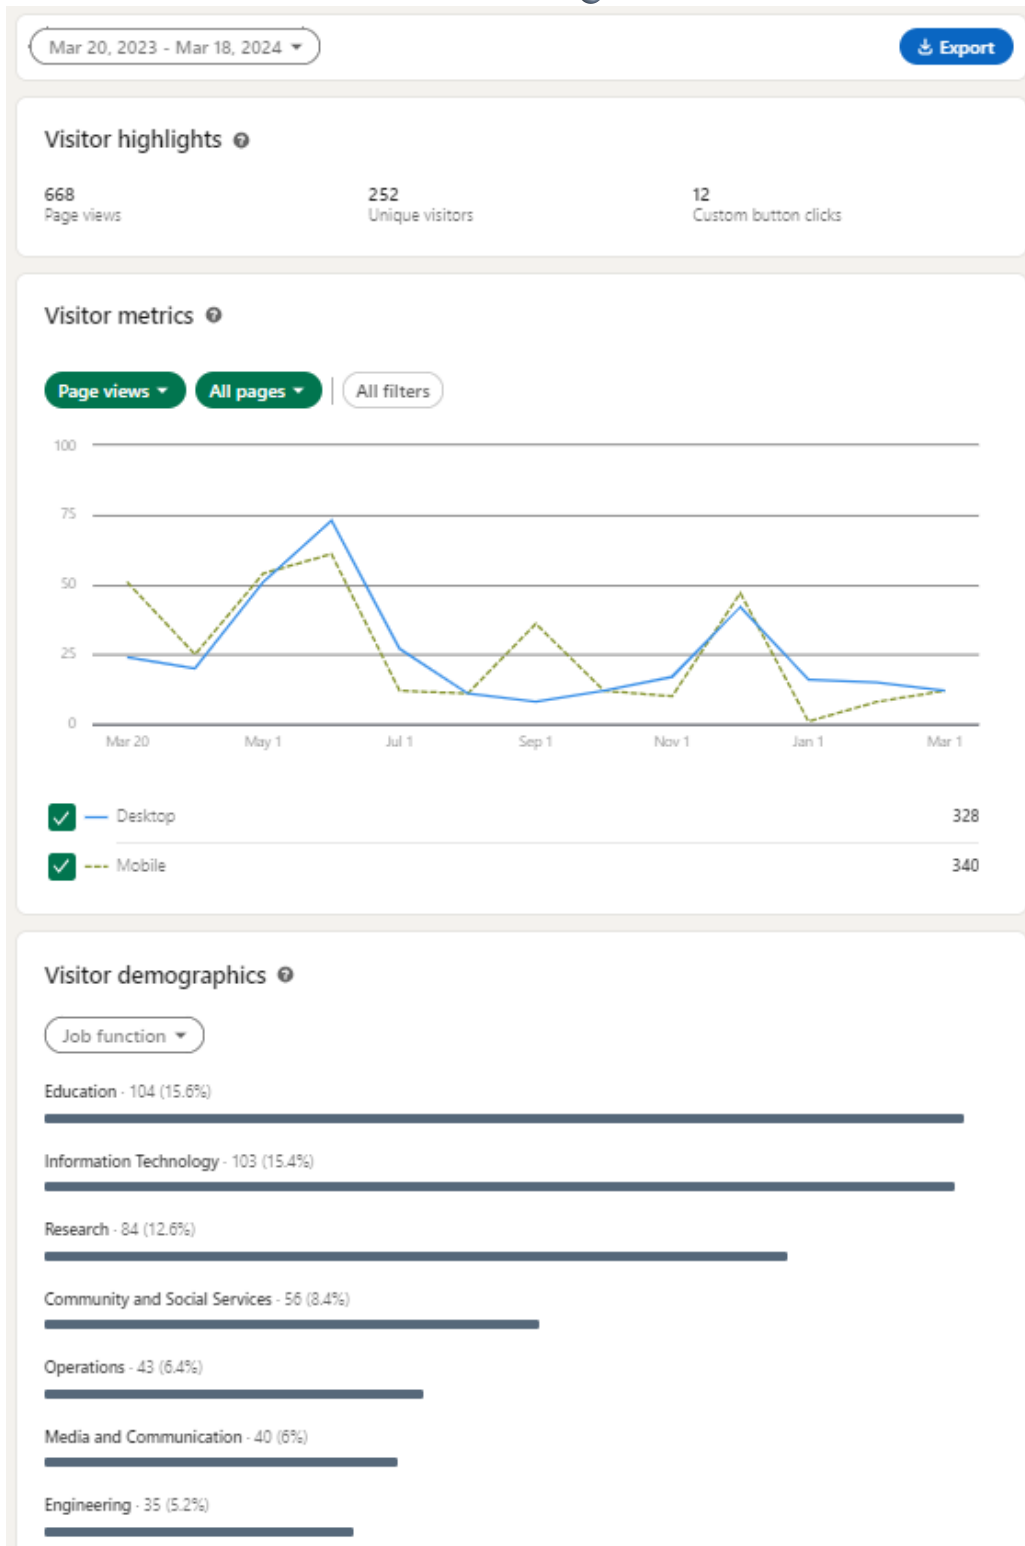 Mar 20, 2023 - Mar 18, 2024
Export
Visitor highlights
668 252 12
Page views Unique visitors Custom button clicks
Visitor metrics
Page views All pages All filters
100
75
50
25
0
Mar 20 May 1 Jul 1 Sep 1 Nov 1 Jan 1 Mar 1
Desktop 328
Mobile 340
Visitor demographics
Job function
Education · 104 (15.6%)
Information Technology · 103 (15.4%)
Research · 84 (12.6%)
Community and Social Services · 56 (8.4%)
Operations · 43 (6.4%)
Media and Communication · 40 (6%)
Engineering · 35 (5.2%)